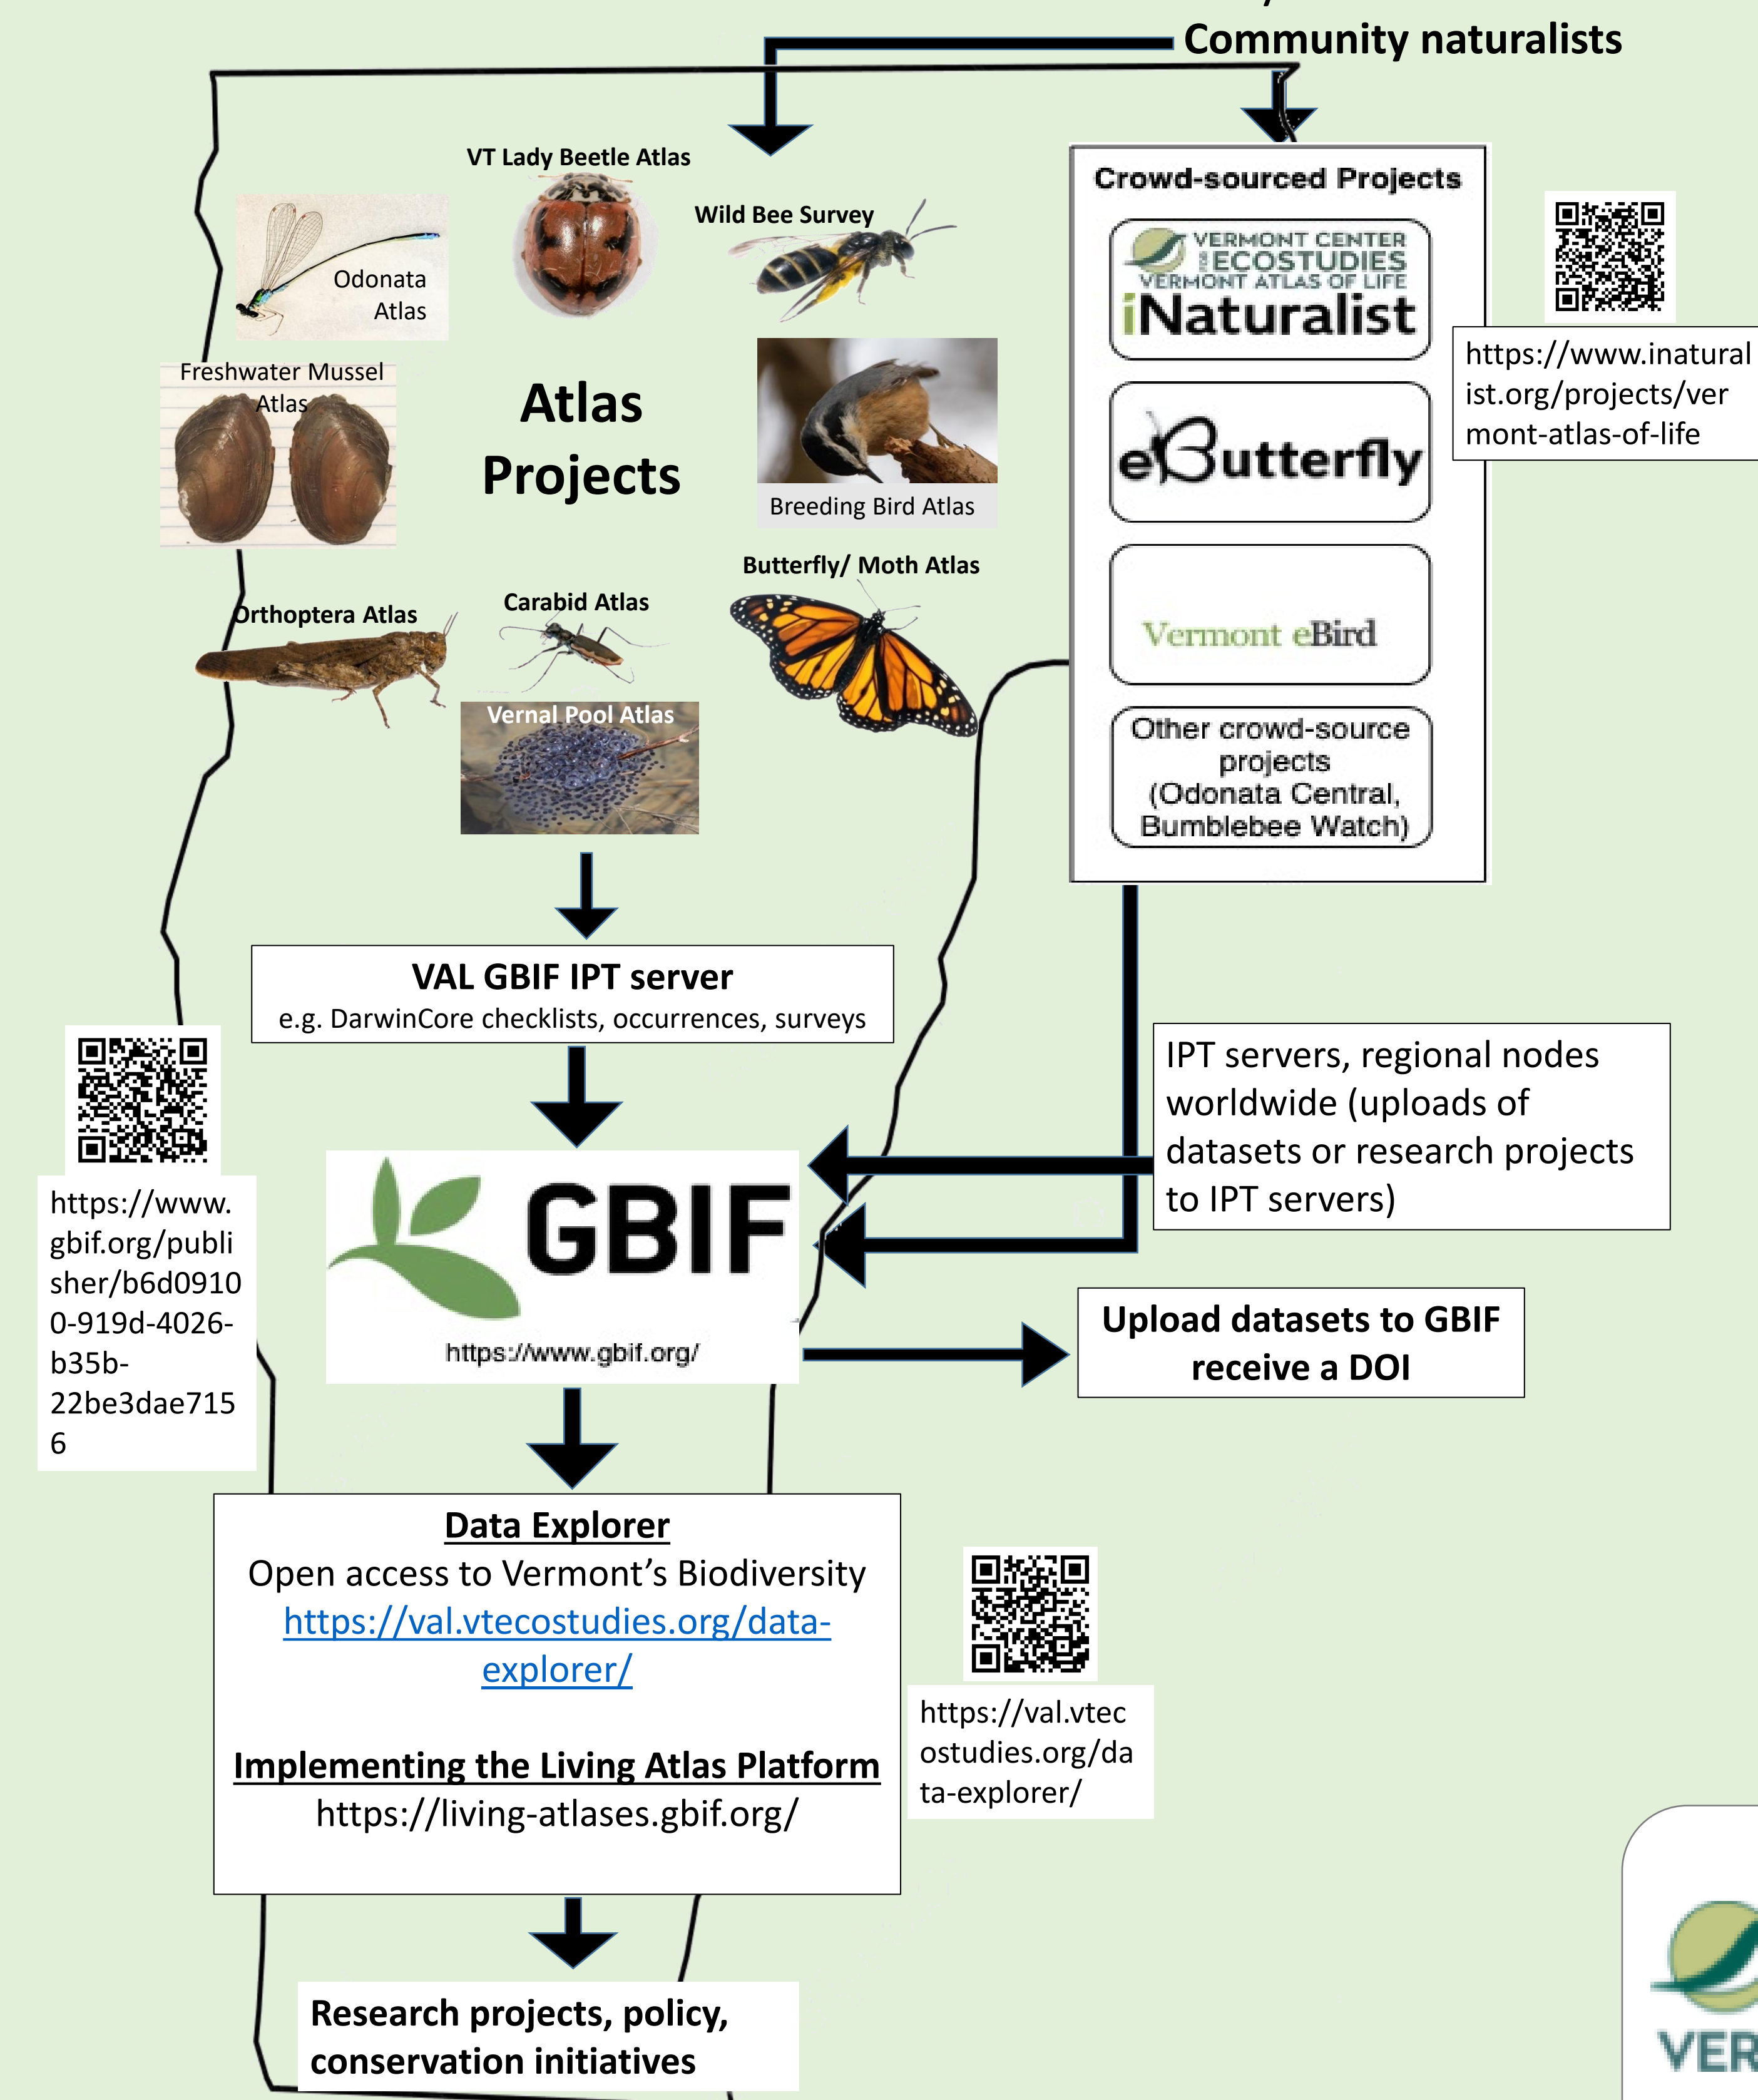 Community naturalists
VT Lady Beetle Atlas
Wild Bee Survey
Odonata
Atlas
Freshwater Mussel
Atlas
Atlas
Projects
Breeding Bird Atlas
Butterfly/ Moth Atlas
Orthoptera Atlas
Carabid Atlas
Vernal Pool Atlas
Crowd-sourced Projects
VERMONT CENTER
FOR ECOSTUDIES
VERMONT ATLAS OF LIFE
iNaturalist
eButterfly
Vermont eBird
Other crowd-source
projects
(Odonata Central,
Bumblebee Watch)
https://www.inatural
ist.org/projects/ver
mont-atlas-of-life
VAL GBIF IPT server
e.g. DarwinCore checklists, occurrences, surveys
IPT servers, regional nodes
worldwide (uploads of
datasets or research projects
to IPT servers)
https://www.
gbif.org/publi
sher/b6d0910
0-919d-4026-
b35b-
22be3dae715
6
GBIF
https://www.gbif.org/
Upload datasets to GBIF
receive a DOI
Data Explorer
Open access to Vermont’s Biodiversity
https://val.vtecostudies.org/data-
explorer/
Implementing the Living Atlas Platform
https://living-atlases.gbif.org/
https://val.vtec
ostudies.org/da
ta-explorer/
Research projects, policy,
conservation initiatives
VER